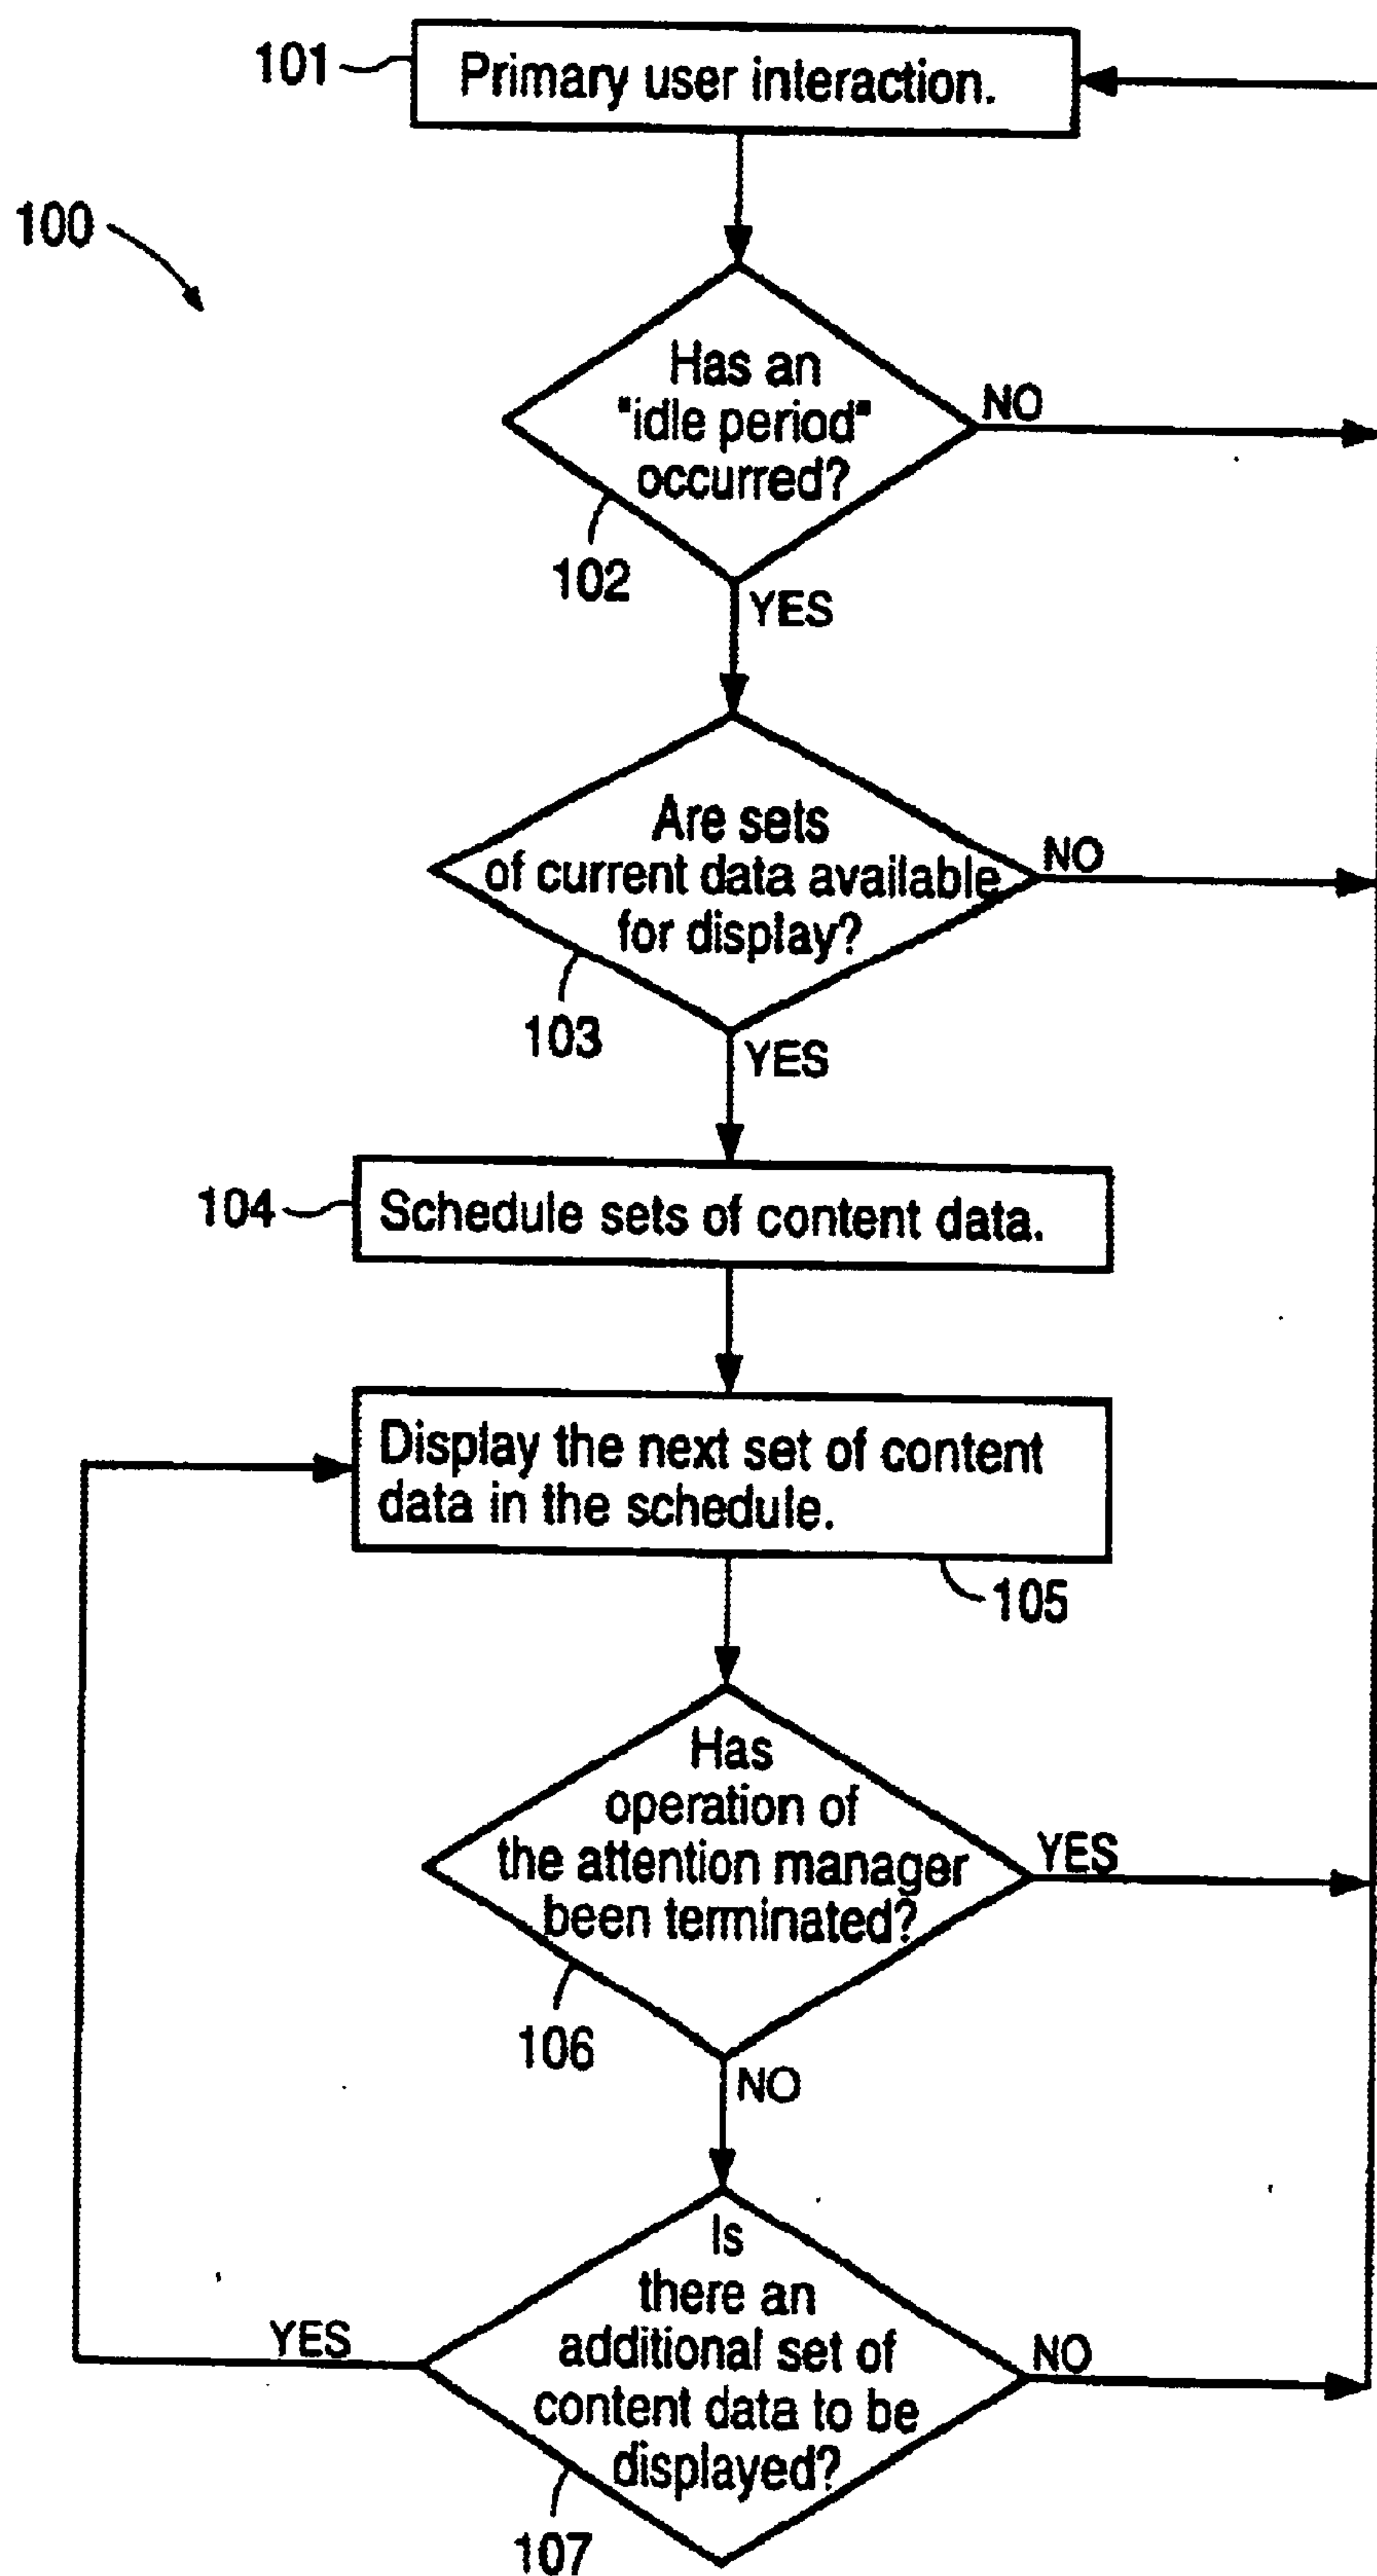 101
Primary user interaction.
100
Has an
"idle period"
occurred?
NO
102
YES
Are sets
of current data available
for display?
NO
103
YES
104
Schedule sets of content data.
Display the next set of content
data in the schedule.
105
Has
operation of
the attention manager
been terminated?
YES
106
NO
Is
there an
additional set of
content data to be
displayed?
YES
NO
107